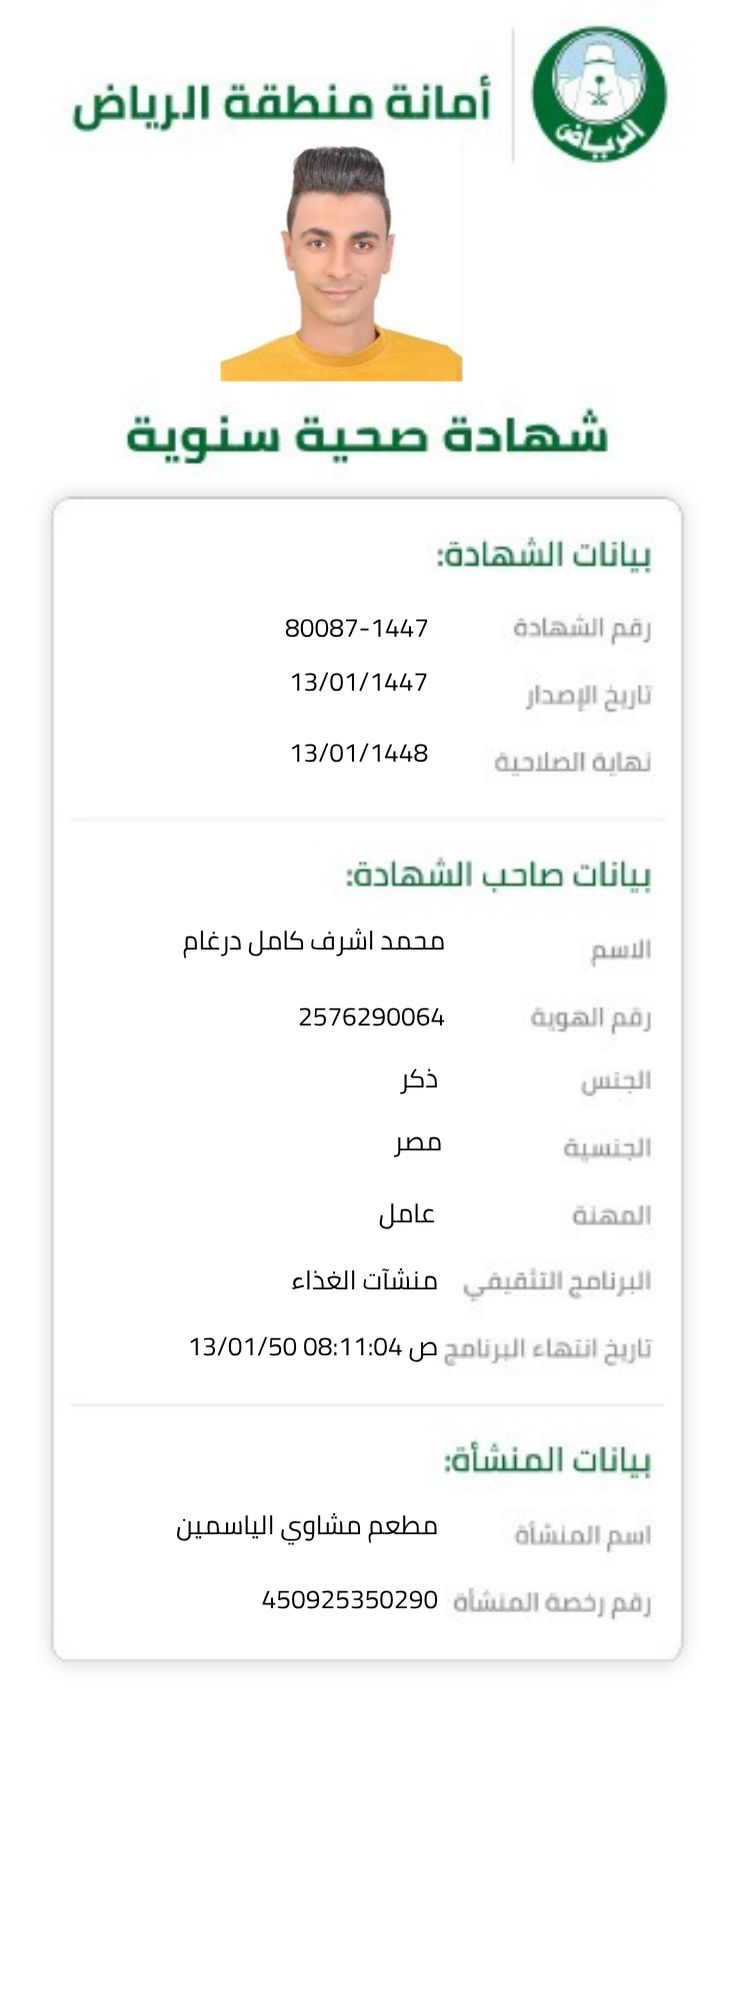 أمانة منطقة الرياض
الرياض
شهادة صحية سنوية
بيانات الشهادة:
رقم الشهادة 80087-1447
تاريخ الإصدار 13/01/1447
نهاية الصلاحية 13/01/1448
بيانات صاحب الشهادة:
الاسم محمد اشرف كامل درغام
رقم الهوية 2576290064
الجنس ذكر
الجنسية مصر
المهنة عامل
البرنامج التثقيفي منشآت الغذاء
تاريخ انتهاء البرنامج ص 08:11:04 13/01/50
بيانات المنشأة:
اسم المنشأة مطعم مشاوي الياسمين
رقم رخصة المنشأة 450925350290